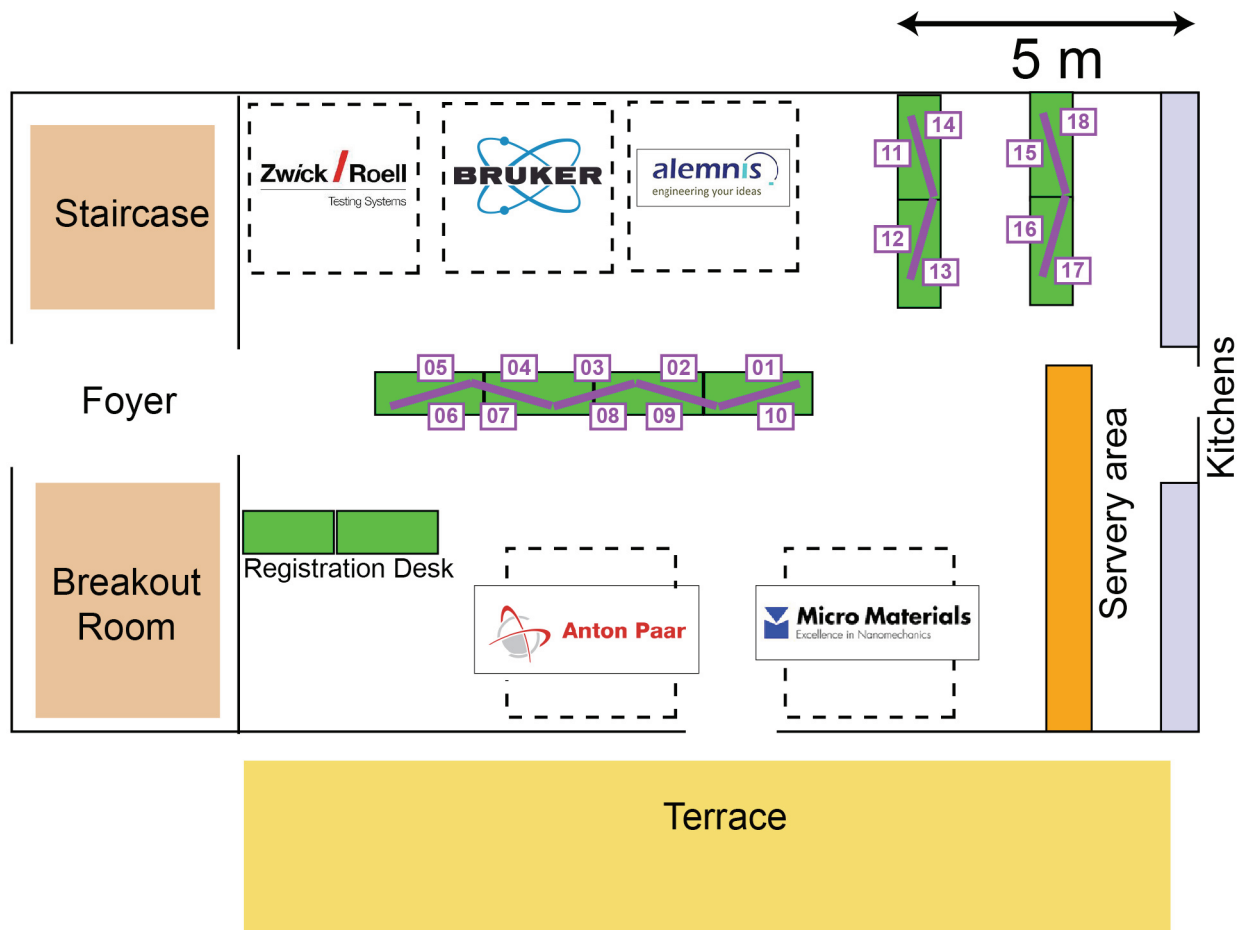 5 m
Zwick / Roell
Testing Systems
BRUKER
alemnis
engineering your ideas
14
18
11
15
12
16
13
17
Staircase
05
04
03
02
01
06
07
08
09
10
Foyer
Kitchens
Servery area
Registration Desk
Breakout
Room
Anton Paar
Micro Materials
Excellence in Nanomechanics
Terrace